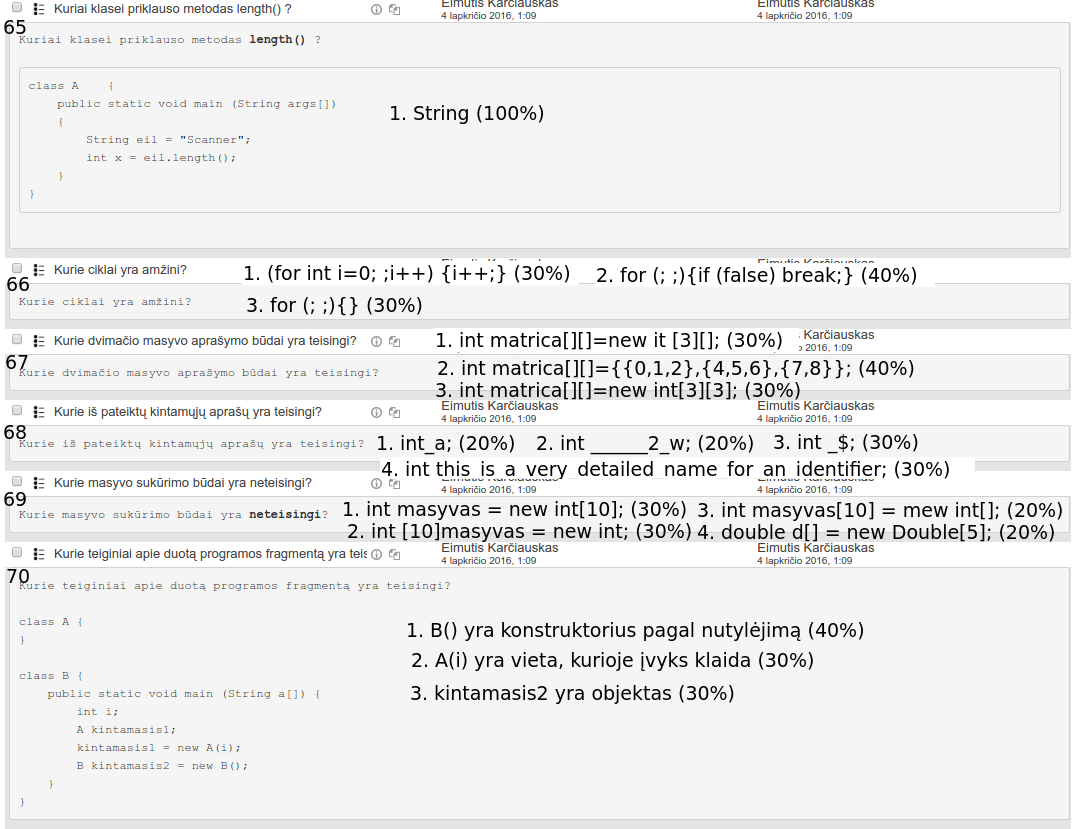 Kuriai klasei priklauso metodas length() ?
Eimutis Karčiauskas
Eimutis Karčiauskas
4 lapkričio 2016, 1:09
4 lapkričio 2016, 1:09
65
Kuriai klasei priklauso metodas length() ?
class A    {
    public static void main (String args[])
    {
        String eil = "Scanner";
        int x = eil.length();
    }
}
1. String (100%)
Kurie ciklai yra amžini?
1. (for int i=0; ;i++) {i++;} (30%)
2. for (; ;){if (false) break;} (40%)
66
Kurie ciklai yra amžini?
3. for (; ;){} (30%)
Kurie dvimačio masyvo aprašymo būdai yra teisingi?
1. int matrica[][]=new it [3][]; (30%)
Karčiauskas
2016, 1:09
67
Kurie dvimačio masyvo aprašymo būdai yra teisingi?
2. int matrica[][]={{0,1,2},{4,5,6},{7,8}}; (40%)
3. int matrica[][]=new int[3][3]; (30%)
Kurie iš pateiktų kintamųjų aprašų yra teisingi?
Eimutis Karčiauskas
Eimutis Karčiauskas
4 lapkričio 2016, 1:09
4 lapkričio 2016, 1:09
68
Kurie iš pateiktų kintamųjų aprašų yra teisingi?
1. int_a; (20%)
2. int ______2_w; (20%)
3. int _$; (30%)
4. int this_is_a_very_detailed_name_for_an_identifier; (30%)
Kurie masyvo sukūrimo būdai yra neteisingi?
4 lapkričio 2016, 1:09
4 lapkričio 2016, 1:09
69
Kurie masyvo sukūrimo būdai yra neteisingi?
1. int masyvas = new int[10]; (30%)
3. int masyvas[10] = mew int[]; (20%)
2. int [10]masyvas = new int; (30%)
4. double d[] = new Double[5]; (20%)
Kurie teiginiai apie duotą programos fragmentą yra teis
Eimutis Karčiauskas
Eimutis Karčiauskas
4 lapkričio 2016, 1:09
4 lapkričio 2016, 1:09
70
Kurie teiginiai apie duotą programos fragmentą yra teisingi?
class A {
}
class B {
    public static void main (String a[]) {
        int i;
        A kintamasis1;
        kintamasis1 = new A(i);
        B kintamasis2 = new B();
    }
}
1. B() yra konstruktorius pagal nutylėjimą (40%)
2. A(i) yra vieta, kurioje įvyks klaida (30%)
3. kintamasis2 yra objektas (30%)